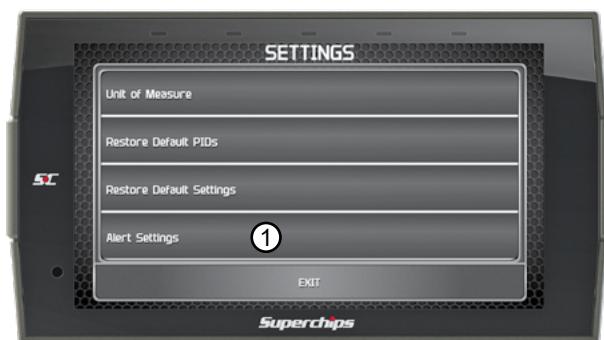 SETTINGS
Unit of Measure
Restore Default PIDs
Restore Default Settings
SC
Alert Settings
1
EXIT
Superchips